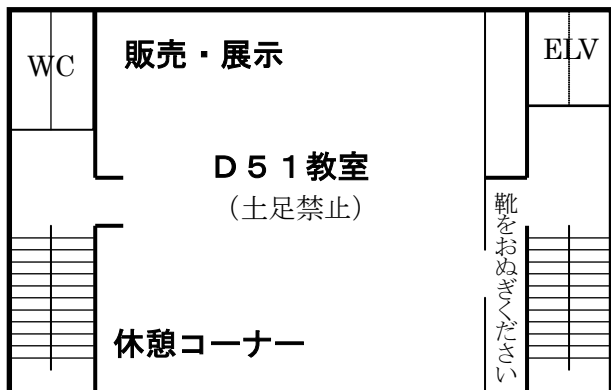 WC
販売・展示
ELV
Ｄ５１教室
（土足禁止）
靴をおぬぎください
休憩コーナー